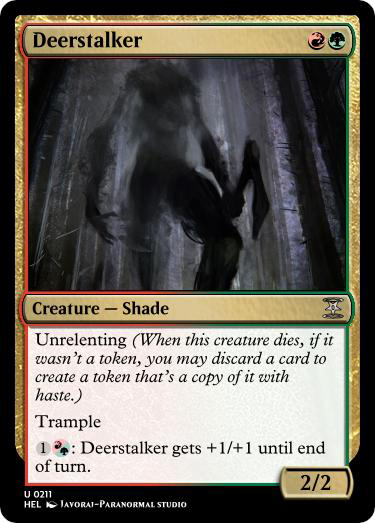 Deerstalker
Creature — Shade
Unrelenting (When this creature dies, if it
wasn't a token, you may discard a card to
create a token that's a copy of it with
haste.)
Trample
1 : Deerstalker gets +1/+1 until end
of turn.
2/2
U 0211
HEL Javoraj-Paranormal studio